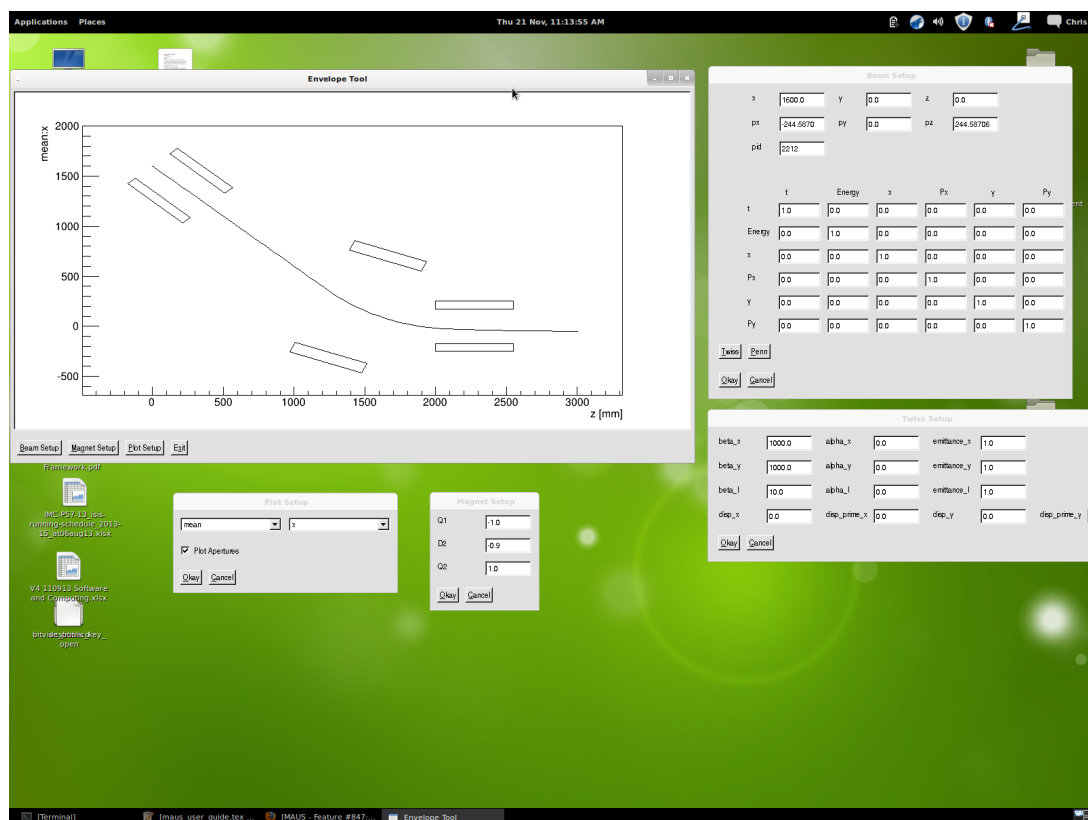 Applications Places Thu 21 Nov, 11:13:55 AM Chris
Envelope Tool
mean:x
2000
1500
1000
500
0
-500
0 500 1000 1500 2000 2500 3000
z [mm]
Beam Setup Magnet Setup Plot Setup Exit
Beam Setup
x 1600.0 y 0.0 z 0.0
px -244.5870 py 0.0 pz 244.58706
pid 2212
t Energy x Px y Py
t 1.0 0.0 0.0 0.0 0.0 0.0
Energy 0.0 1.0 0.0 0.0 0.0 0.0
x 0.0 0.0 1.0 0.0 0.0 0.0
Px 0.0 0.0 0.0 1.0 0.0 0.0
y 0.0 0.0 0.0 0.0 1.0 0.0
Py 0.0 0.0 0.0 0.0 0.0 1.0
Twiss Penn
Okay Cancel
Twiss Setup
beta_x 1000.0 alpha_x 0.0 emittance_x 1.0
beta_y 1000.0 alpha_y 0.0 emittance_y 1.0
beta_l 10.0 alpha_l 0.0 emittance_l 1.0
disp_x 0.0 disp_prime_x 0.0 disp_y 0.0 disp_prime_y
Okay Cancel
Framework.pdf
IMC-P57-13_isis-
running-schedule_2013-
15_at06aug13.xlsx
V4 110913 Software
and Computing.xlsx
open
Plot Setup
mean x
Plot Apertures
Okay Cancel
Magnet Setup
Q1 -1.0
D2 -0.9
Q2 1.0
Okay Cancel
[Terminal] [maus_user_guide.tex ... [MAUS - Feature #847:... Envelope Tool